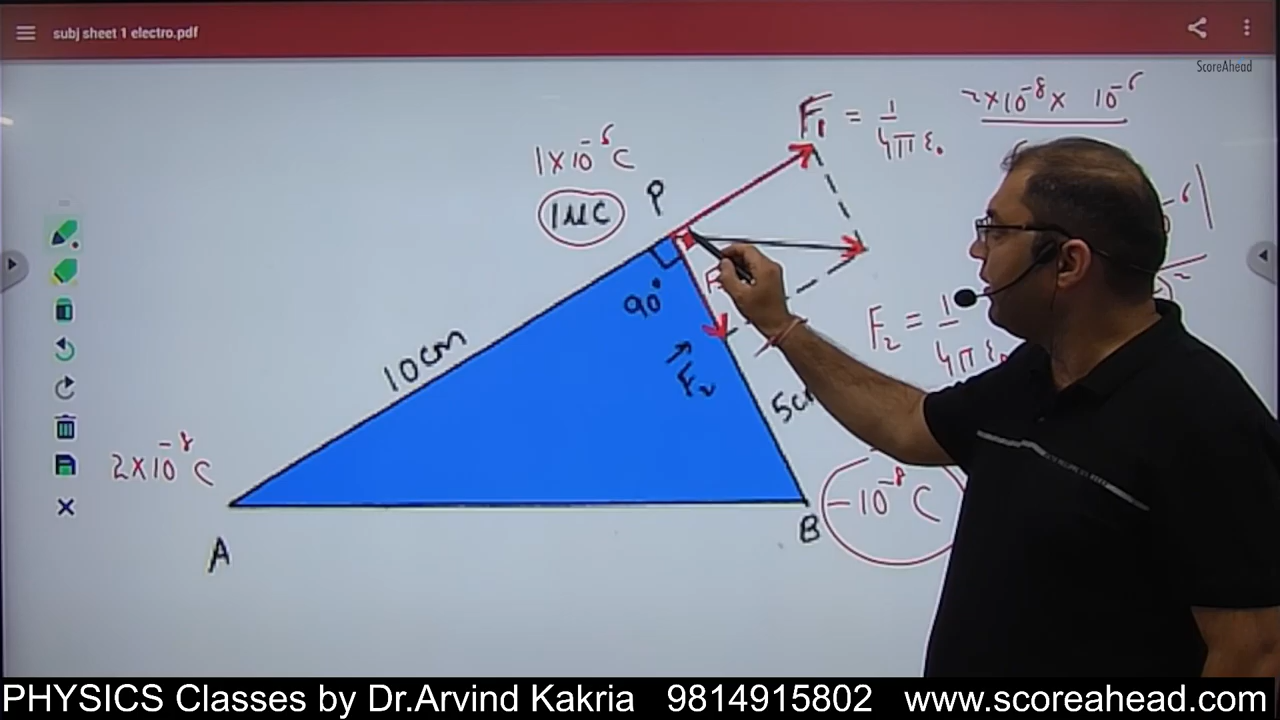 subj sheet 1 electro.pdf
ScoreAhead
F₁ = 1/4πε₀ 2×10⁻⁸ × 10⁻⁶
1×10⁻⁶ C
1μC
P
90°
10cm
F₂
F₂ = 1/4πε₀
2×10⁻⁸ C
-10⁻⁸ C
A
B
PHYSICS Classes by Dr.Arvind Kakria 9814915802 www.scoreahead.com